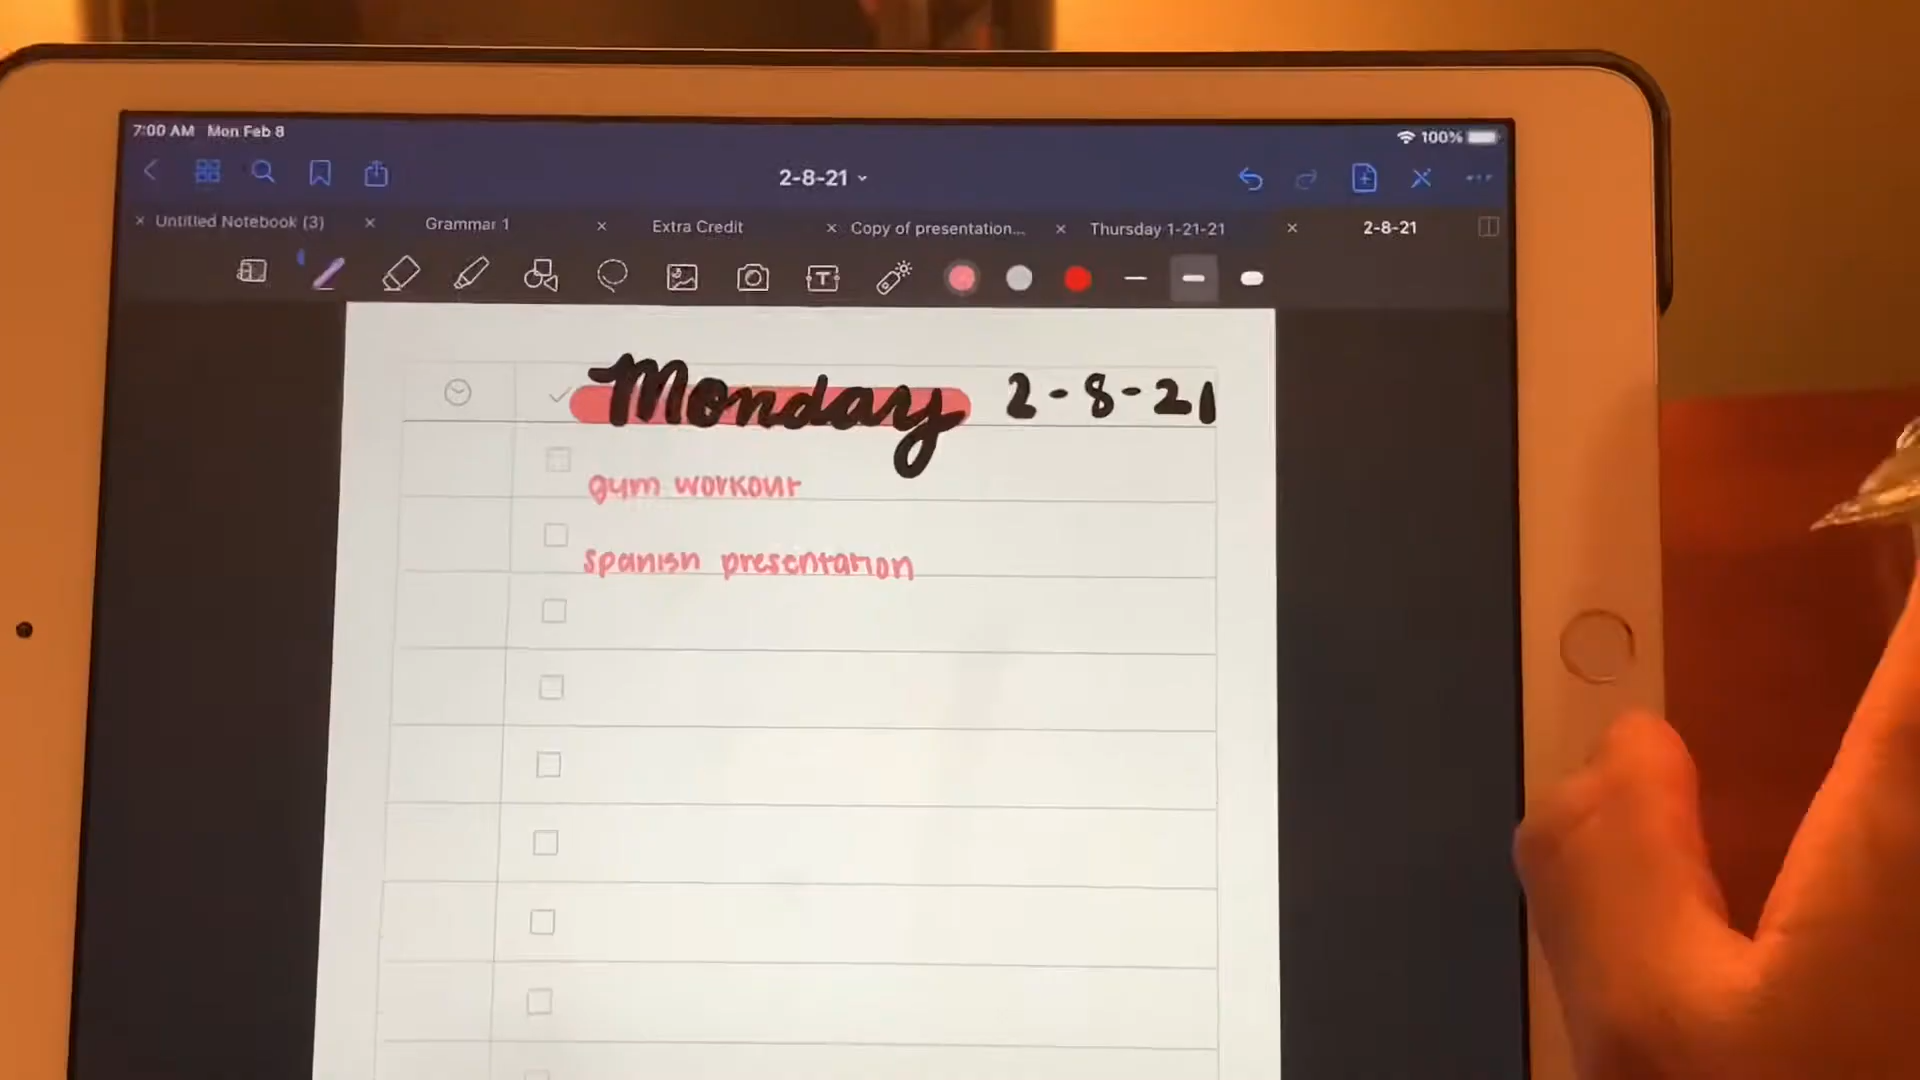 7:00 AM Mon Feb 8
100%
2-8-21
Untitled Notebook (3)
Grammar 1
Extra Credit
Copy of presentation...
Thursday 1-21-21
2-8-21
T
Monday 2-8-21
gym workout
spanish presentation